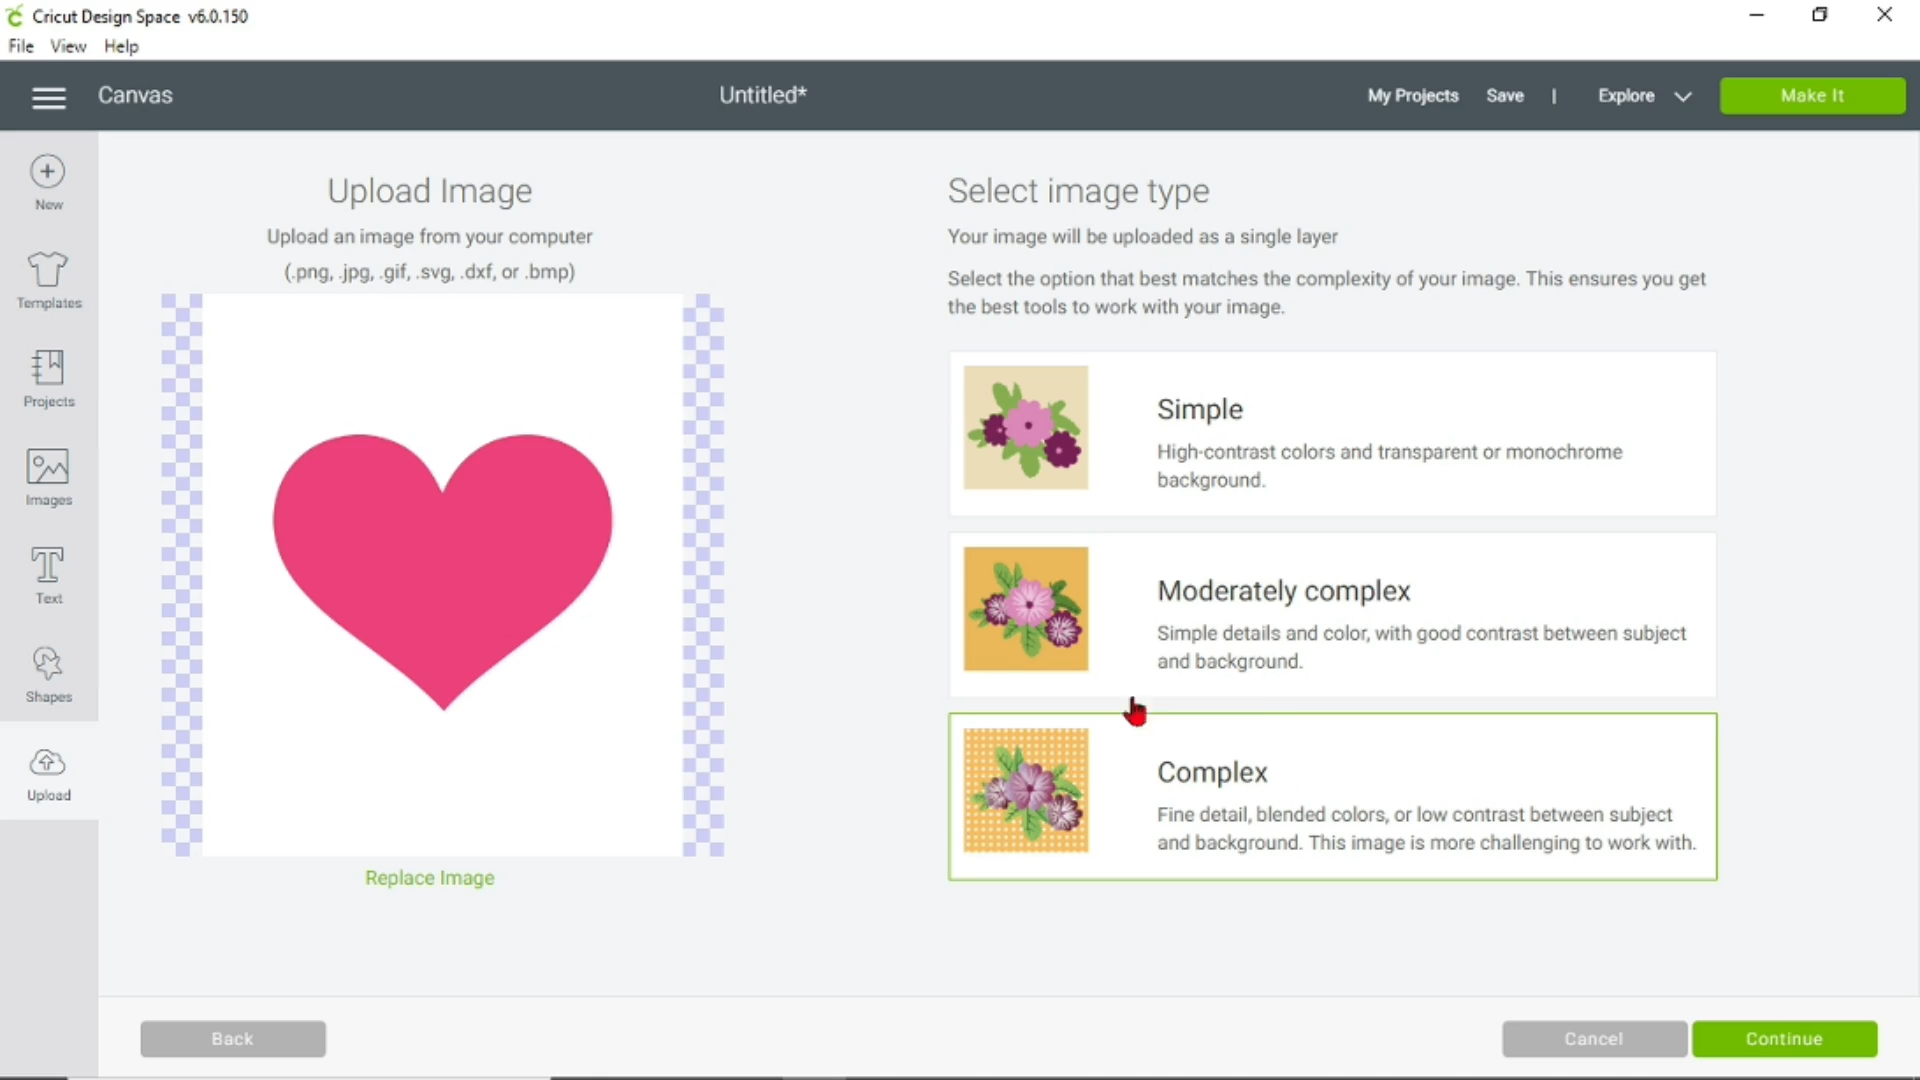 Cricut Design Space v6.0.150
File View Help
Canvas
Untitled*
My Projects Save | Explore
Make It
New
Templates
Projects
Images
Text
Shapes
Upload
Upload Image
Upload an image from your computer
(.png, .jpg, .gif, .svg, .dxf, or .bmp)
Replace Image
Select image type
Your image will be uploaded as a single layer
Select the option that best matches the complexity of your image. This ensures you get
the best tools to work with your image.
Simple
High-contrast colors and transparent or monochrome
background.
Moderately complex
Simple details and color, with good contrast between subject
and background.
Complex
Fine detail, blended colors, or low contrast between subject
and background. This image is more challenging to work with.
Back
Cancel
Continue